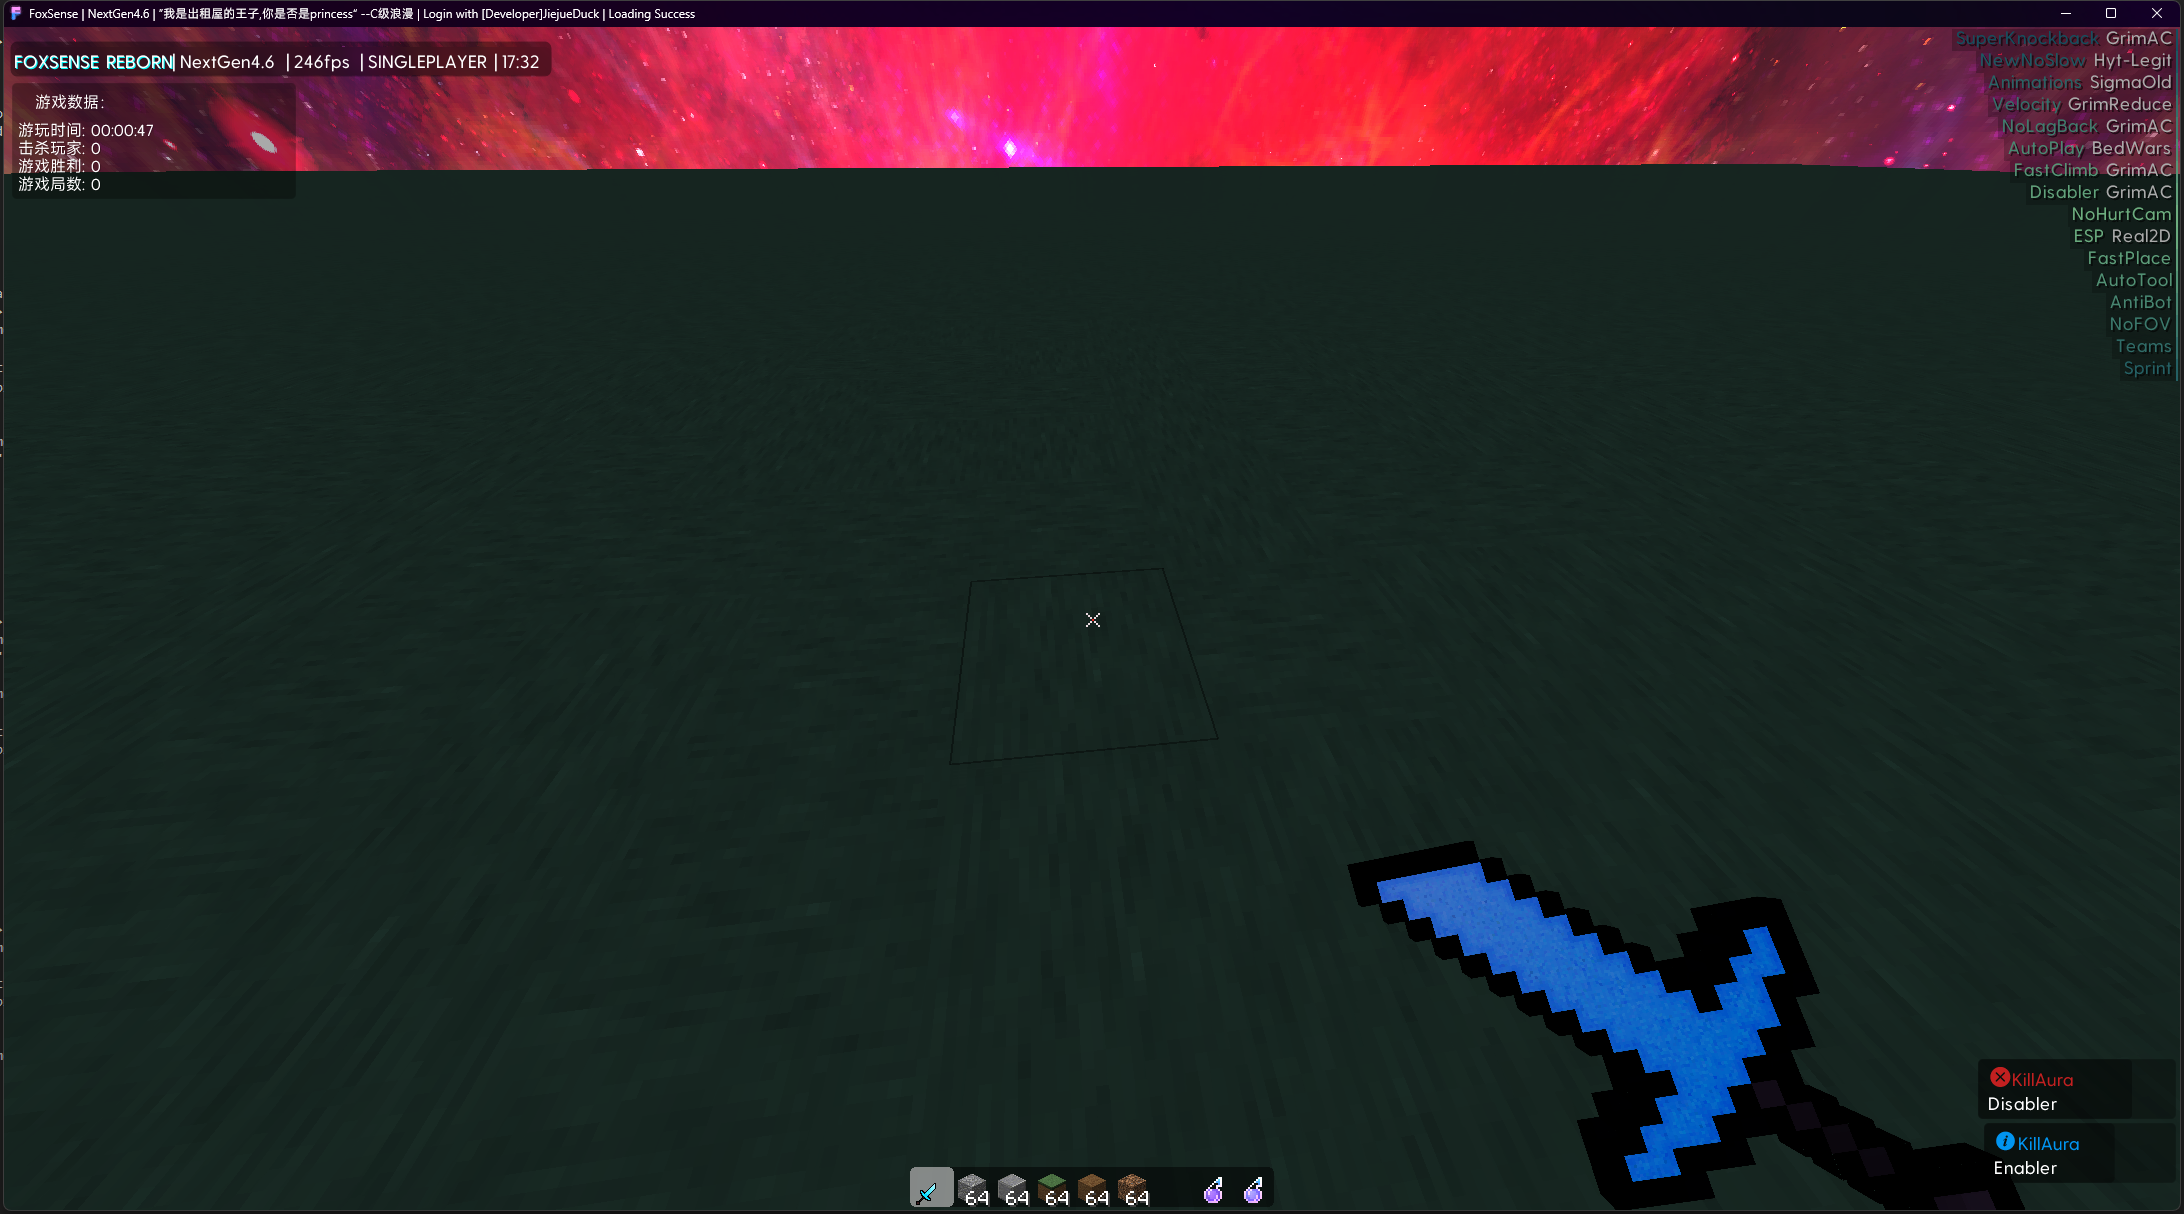 FoxSense | NextGen4.6 | "我是出租屋的王子,你是否是princess" --C级浪漫 | Login with [Developer]JiejueDuck | Loading Success
FOXSENSE REBORN| NextGen4.6 | 246fps | SINGLEPLAYER | 17:32
游戏数据:
游玩时间: 00:00:47
击杀玩家: 0
游戏胜利: 0
游戏局数: 0
SuperKnockback GrimAC
NewNoSlow Hyt-Legit
Animations SigmaOld
Velocity GrimReduce
NoLagBack GrimAC
AutoPlay BedWars
FastClimb GrimAC
Disabler GrimAC
NoHurtCam
ESP Real2D
FastPlace
AutoTool
AntiBot
NoFOV
Teams
Sprint
KillAura
Disabler
KillAura
Enabler
64 64 64 64 64